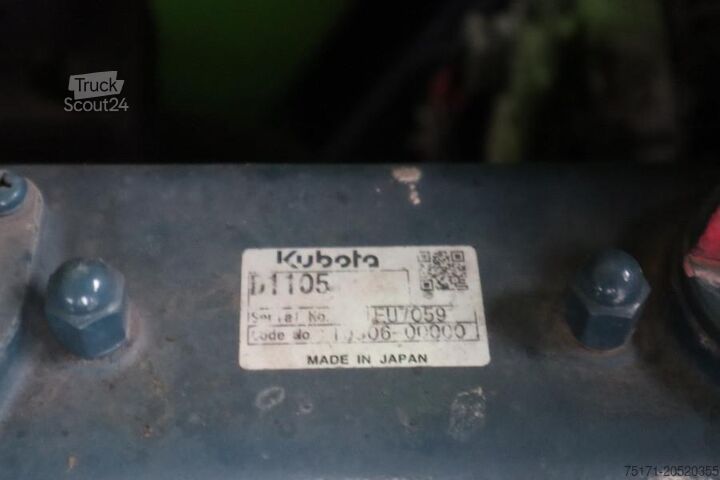 Truck
Scout24
Kubota
D1105
Serial No. EU7059
Code No
MADE IN JAPAN
75171-20520355